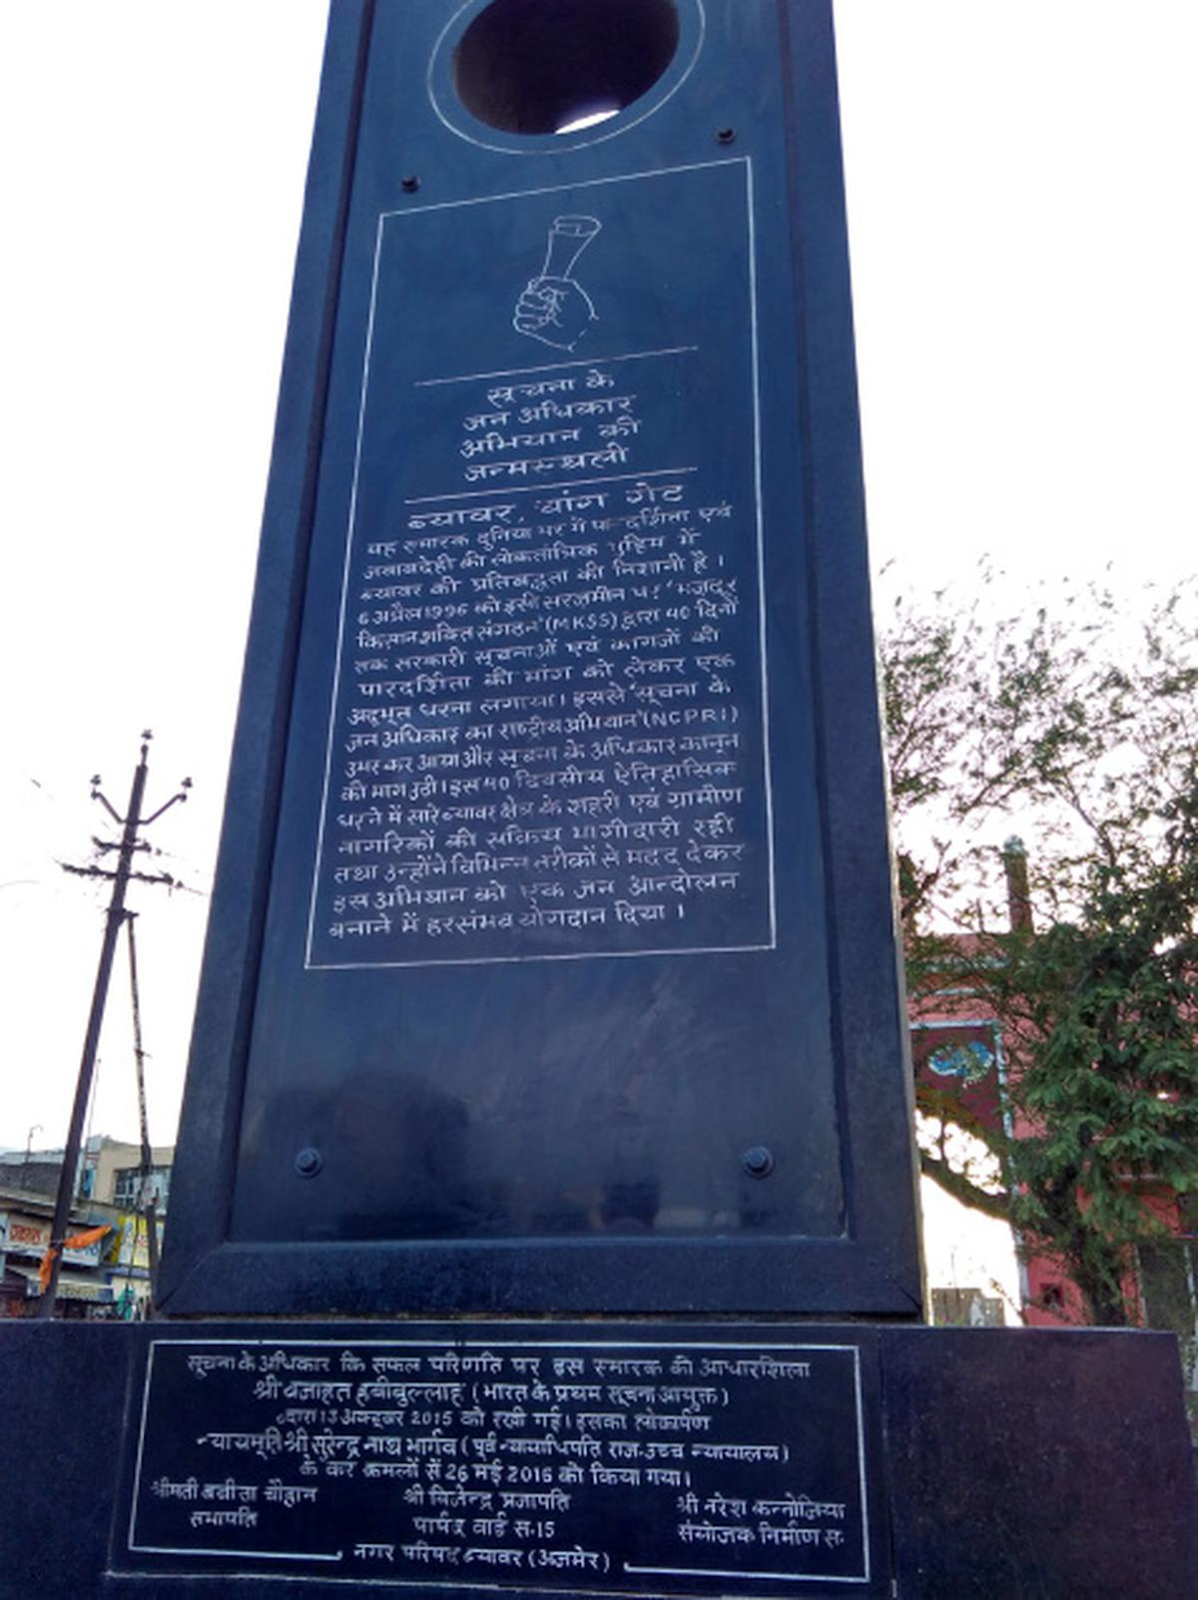 सूचना के
जन अधिकार
अभियान की
जन्मस्थली
ब्यावर, चांग गेट
यह स्मारक दुनिया भर में पारदर्शिता एवं
जवाबदेही की लोकतांत्रिक मुहिम में
ब्यावर की प्रतिबद्धता की निशानी है ।
6 अप्रैल 1996 को इसी सरज़मीन पर 'मजदूर
किसान शक्ति संगठन' (MKSS) द्वारा 40 दिनों
तक सरकारी सूचनाओं एवं कागजों की
पारदर्शिता की मांग को लेकर एक
अद्भुत धरना लगाया। इससे 'सूचना के
जन अधिकार का राष्ट्रीय अभियान' (NCPRI)
उभर कर आया और सूचना के अधिकार कानून
की मांग उठी। इस 40 दिवसीय ऐतिहासिक
धरने में सारे ब्यावर क्षेत्र के शहरी एवं ग्रामीण
नागरिकों की सक्रिय भागीदारी रही
तथा उन्होंने विभिन्न तरीकों से मदद देकर
इस अभियान को एक जन आन्दोलन
बनाने में हरसंभव योगदान दिया ।
सूचना के अधिकार कि सफल परिणति पर इस स्मारक की आधारशिला
श्री वजाहत हबीबुल्लाह (भारत के प्रथम सूचना आयुक्त)
द्वारा 13 अक्टूबर 2015 को रखी गई। इसका लोकार्पण
न्यायमूर्ति श्री सुरेन्द्र नाथ भार्गव (पूर्व न्यायाधिपति राज. उच्च न्यायालय)
के कर कमलों सें 26 मई 2016 को किया गया।
श्रीमती बबीता चौहान श्री विजेन्द्र प्रजापति श्री नरेश कन्नोजिया
सभापति पार्षद वार्ड स.15 संयोजक निर्माण स.
नगर परिषद ब्यावर (अजमेर)